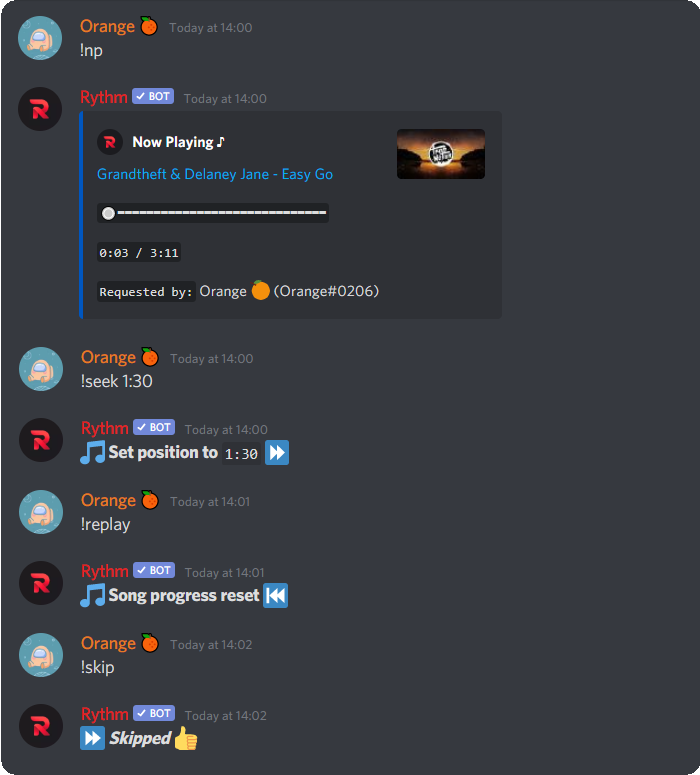 Orange 🍊 Today at 14:00
!np
Rythm ✓ BOT Today at 14:00
Now Playing ♪
Grandtheft & Delaney Jane - Easy Go
0:03 / 3:11
Requested by: Orange 🍊 (Orange#0206)
Orange 🍊 Today at 14:00
!seek 1:30
Rythm ✓ BOT Today at 14:00
🎵 Set position to 1:30 ⏩
Orange 🍊 Today at 14:01
!replay
Rythm ✓ BOT Today at 14:01
🎵 Song progress reset ⏮
Orange 🍊 Today at 14:02
!skip
Rythm ✓ BOT Today at 14:02
⏩ Skipped 👍